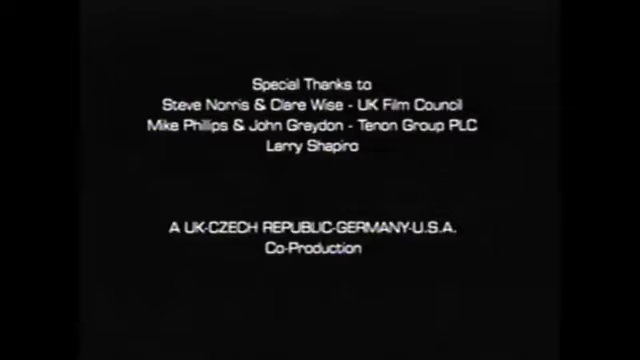 Special Thanks to
Steve Norris & Clare Wise - UK Film Council
Mike Phillips & John Graydon - Tenon Group PLC
Larry Shapiro
A UK-CZECH REPUBLIC-GERMANY-U.S.A.
Co-Production